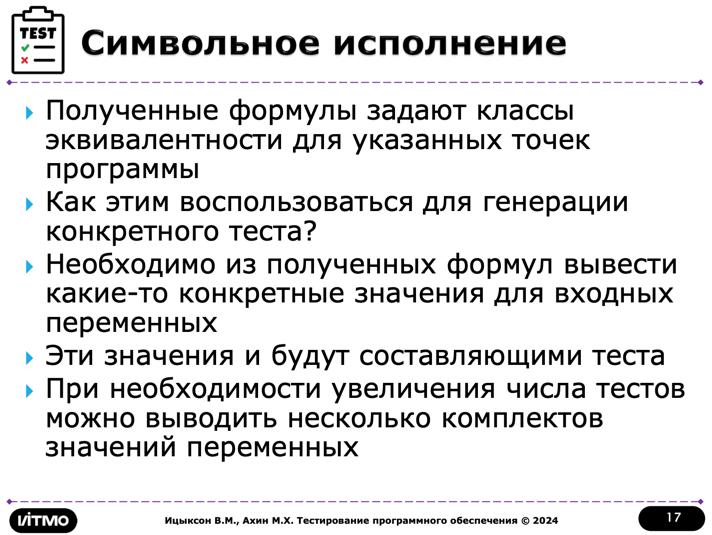 TEST
Символьное исполнение
Полученные формулы задают классы
эквивалентности для указанных точек
программы
Как этим воспользоваться для генерации
конкретного теста?
Необходимо из полученных формул вывести
какие-то конкретные значения для входных
переменных
Эти значения и будут составляющими теста
При необходимости увеличения числа тестов
можно выводить несколько комплектов
значений переменных
ИТМО
Ицыксон В.М., Ахин М.Х. Тестирование программного обеспечения © 2024
17